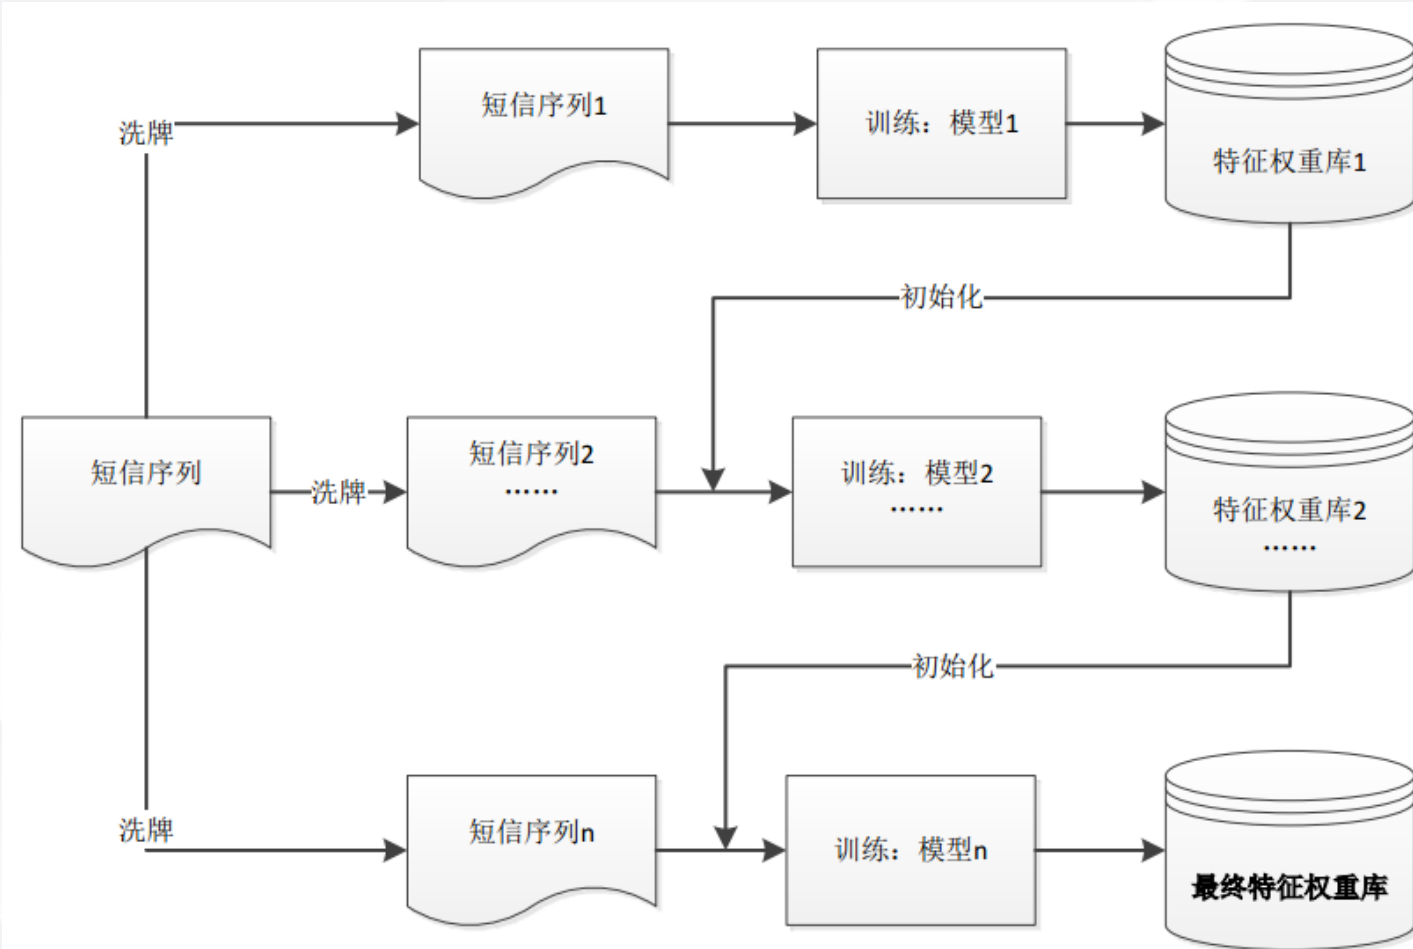 洗牌
短信序列1
训练：模型1
特征权重库1
初始化
短信序列
洗牌
短信序列2
……
训练：模型2
……
特征权重库2
……
初始化
洗牌
短信序列n
训练：模型n
最终特征权重库